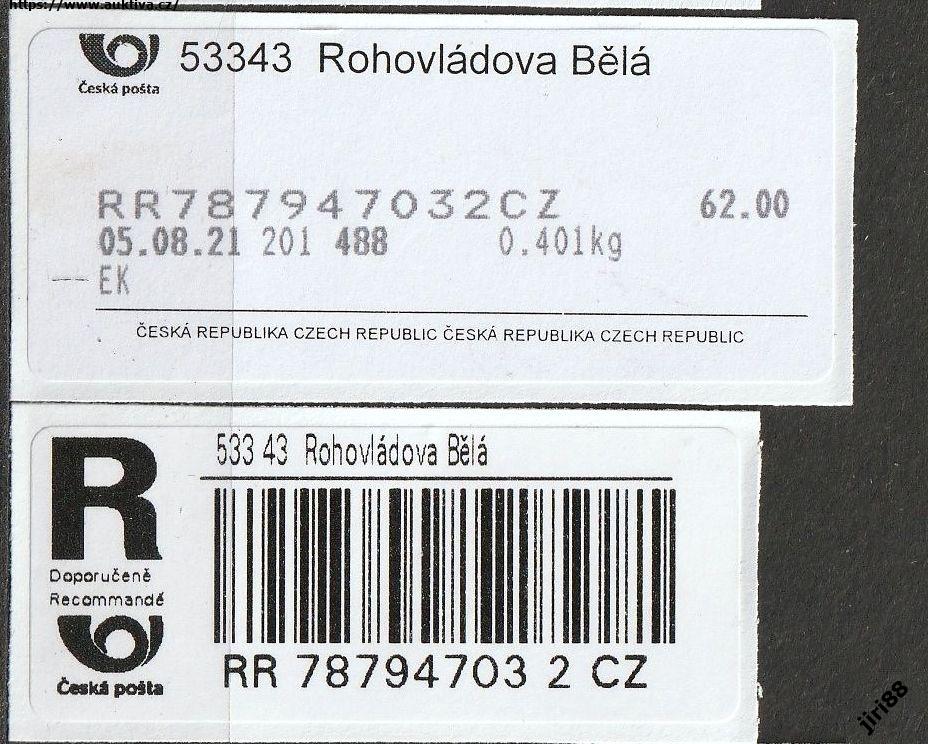 https://www.aukliva.cz/
53343 Rohovládova Bělá
Česká pošta
RR787947032CZ 62.00
05.08.21 201 488 0.401kg
EK
ČESKÁ REPUBLIKA CZECH REPUBLIC ČESKÁ REPUBLIKA CZECH REPUBLIC
R
533 43 Rohovládova Bělá
Doporučeně
Recommandé
Česká pošta
RR 78794703 2 CZ
jiri88